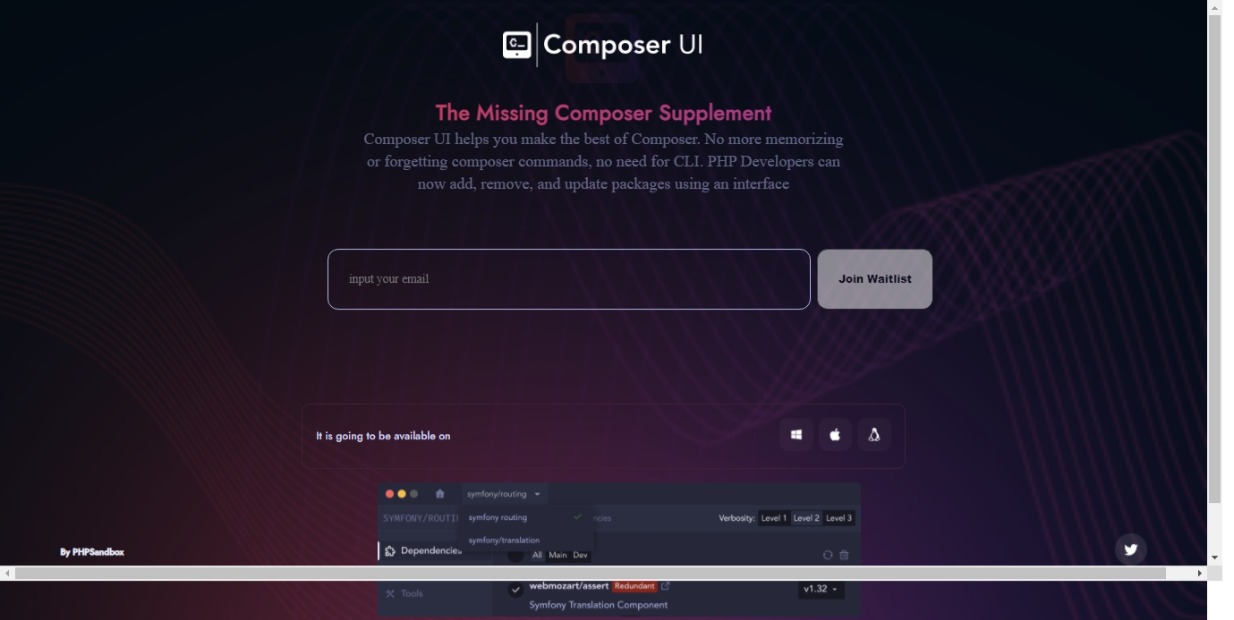 C_ Composer UI
The Missing Composer Supplement
Composer UI helps you make the best of Composer. No more memorizing
or forgetting composer commands, no need for CLI. PHP Developers can
now add, remove, and update packages using an interface
input your email
Join Waitlist
It is going to be available on
symfony/routing
SYMFONY/ROUTI
symfony routing
ncies
Verbosity: Level 1 Level 2 Level 3
symfony/translation
Dependencies
All Main Dev
By PHPSandbox
webmozart/assert Redundant
v1.32
Tools
Symfony Translation Component